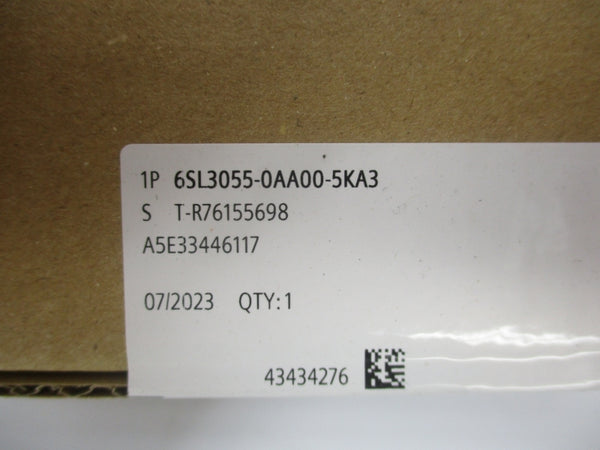 1P 6SL3055-0AA00-5KA3
S T-R76155698
A5E33446117
07/2023 QTY:1
43434276